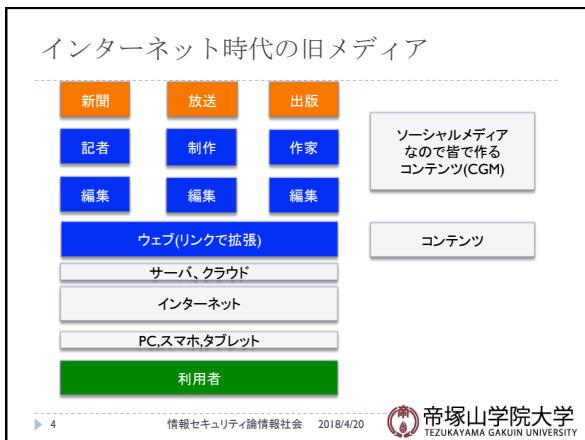 インターネット時代の旧メディア
新聞 放送 出版
記者 制作 作家
ソーシャルメディア
なので皆で作る
コンテンツ(CGM)
編集 編集 編集
ウェブ(リンクで拡張) コンテンツ
サーバ、クラウド
インターネット
PC,スマホ,タブレット
利用者
4 情報セキュリティ論情報社会 2018/4/20
帝塚山学院大学
TEZUKAYAMA GAKUIN UNIVERSITY